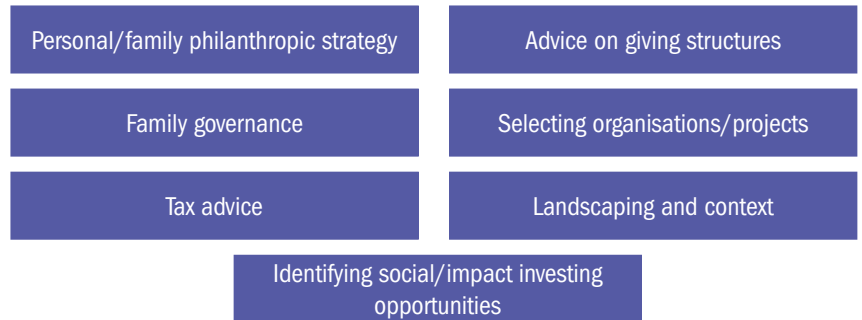 Personal/family philanthropic strategy
Advice on giving structures
Family governance
Selecting organisations/projects
Tax advice
Landscaping and context
Identifying social/impact investing
opportunities